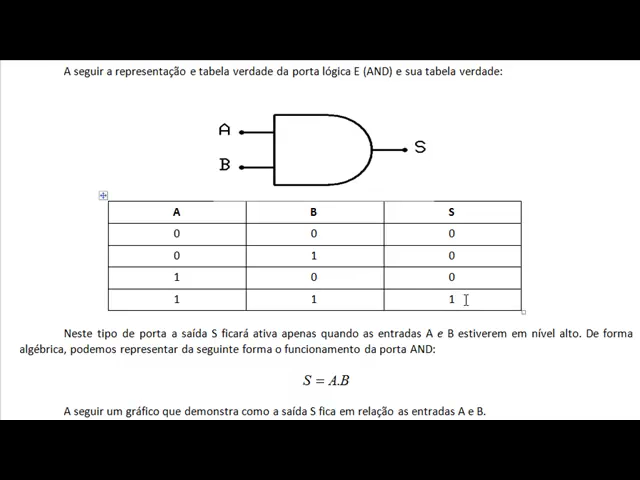 A seguir a representação e tabela verdade da porta lógica E (AND) e sua tabela verdade:
A
S
B
A B S
0 0 0
0 1 0
1 0 0
1 1 1
Neste tipo de porta a saída S ficará ativa apenas quando as entradas A e B estiverem em nível alto. De forma
algébrica, podemos representar da seguinte forma o funcionamento da porta AND:
S = A.B
A seguir um gráfico que demonstra como a saída S fica em relação as entradas A e B.